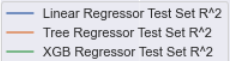 Linear Regressor Test Set R^2
Tree Regressor Test Set R^2
XGB Regressor Test Set R^2